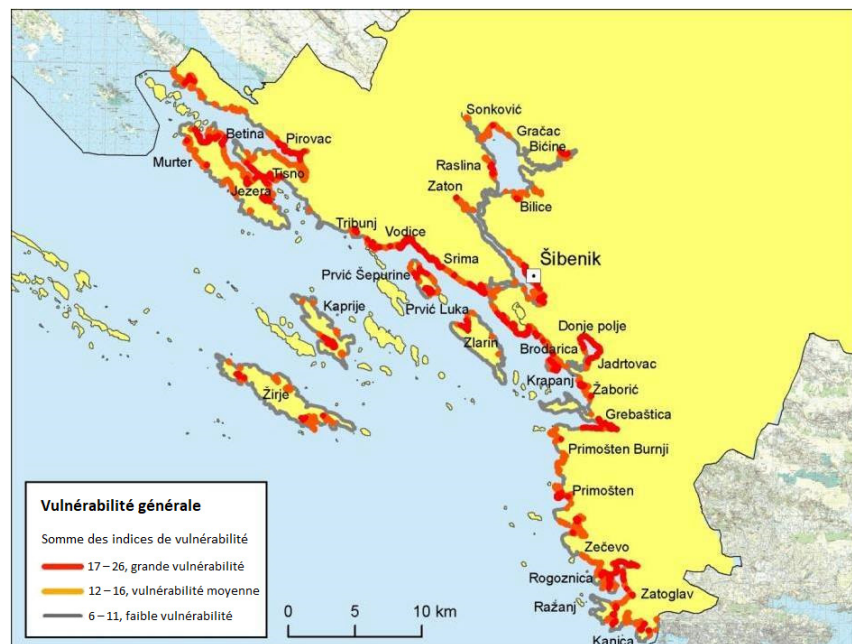 Sonković
Gračac
Bićine
Betina
Pirovac
Murter
Raslina
Tisno
Zaton
Jezera
Bilice
Tribunj
Vodice
Srima
Šibenik
Prvić Šepurine
Kaprije
Prvić Luka
Donje polje
Zlarin
Brodarica
Jadrtovac
Krapanj
Žaborić
Žirje
Grebaštica
Primošten Burnji
Primošten
Zečevo
Rogoznica
Zatoglav
Ražanj
Kanica
Vulnérabilité générale
Somme des indices de vulnérabilité
17 – 26, grande vulnérabilité
12 – 16, vulnérabilité moyenne
6 – 11, faible vulnérabilité
0 5 10 km